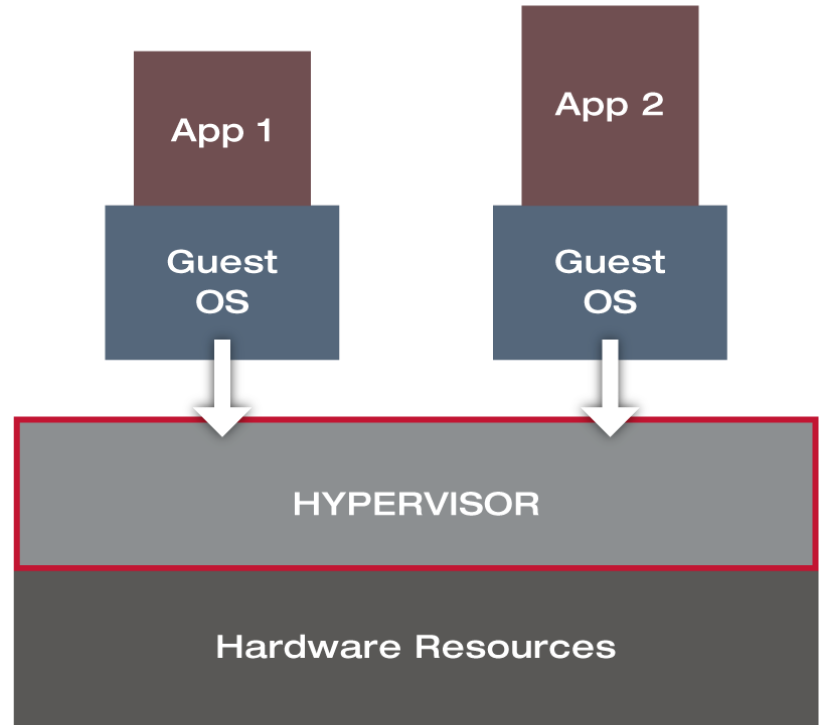 App 1
App 2
Guest
OS
Guest
OS
HYPERVISOR
Hardware Resources